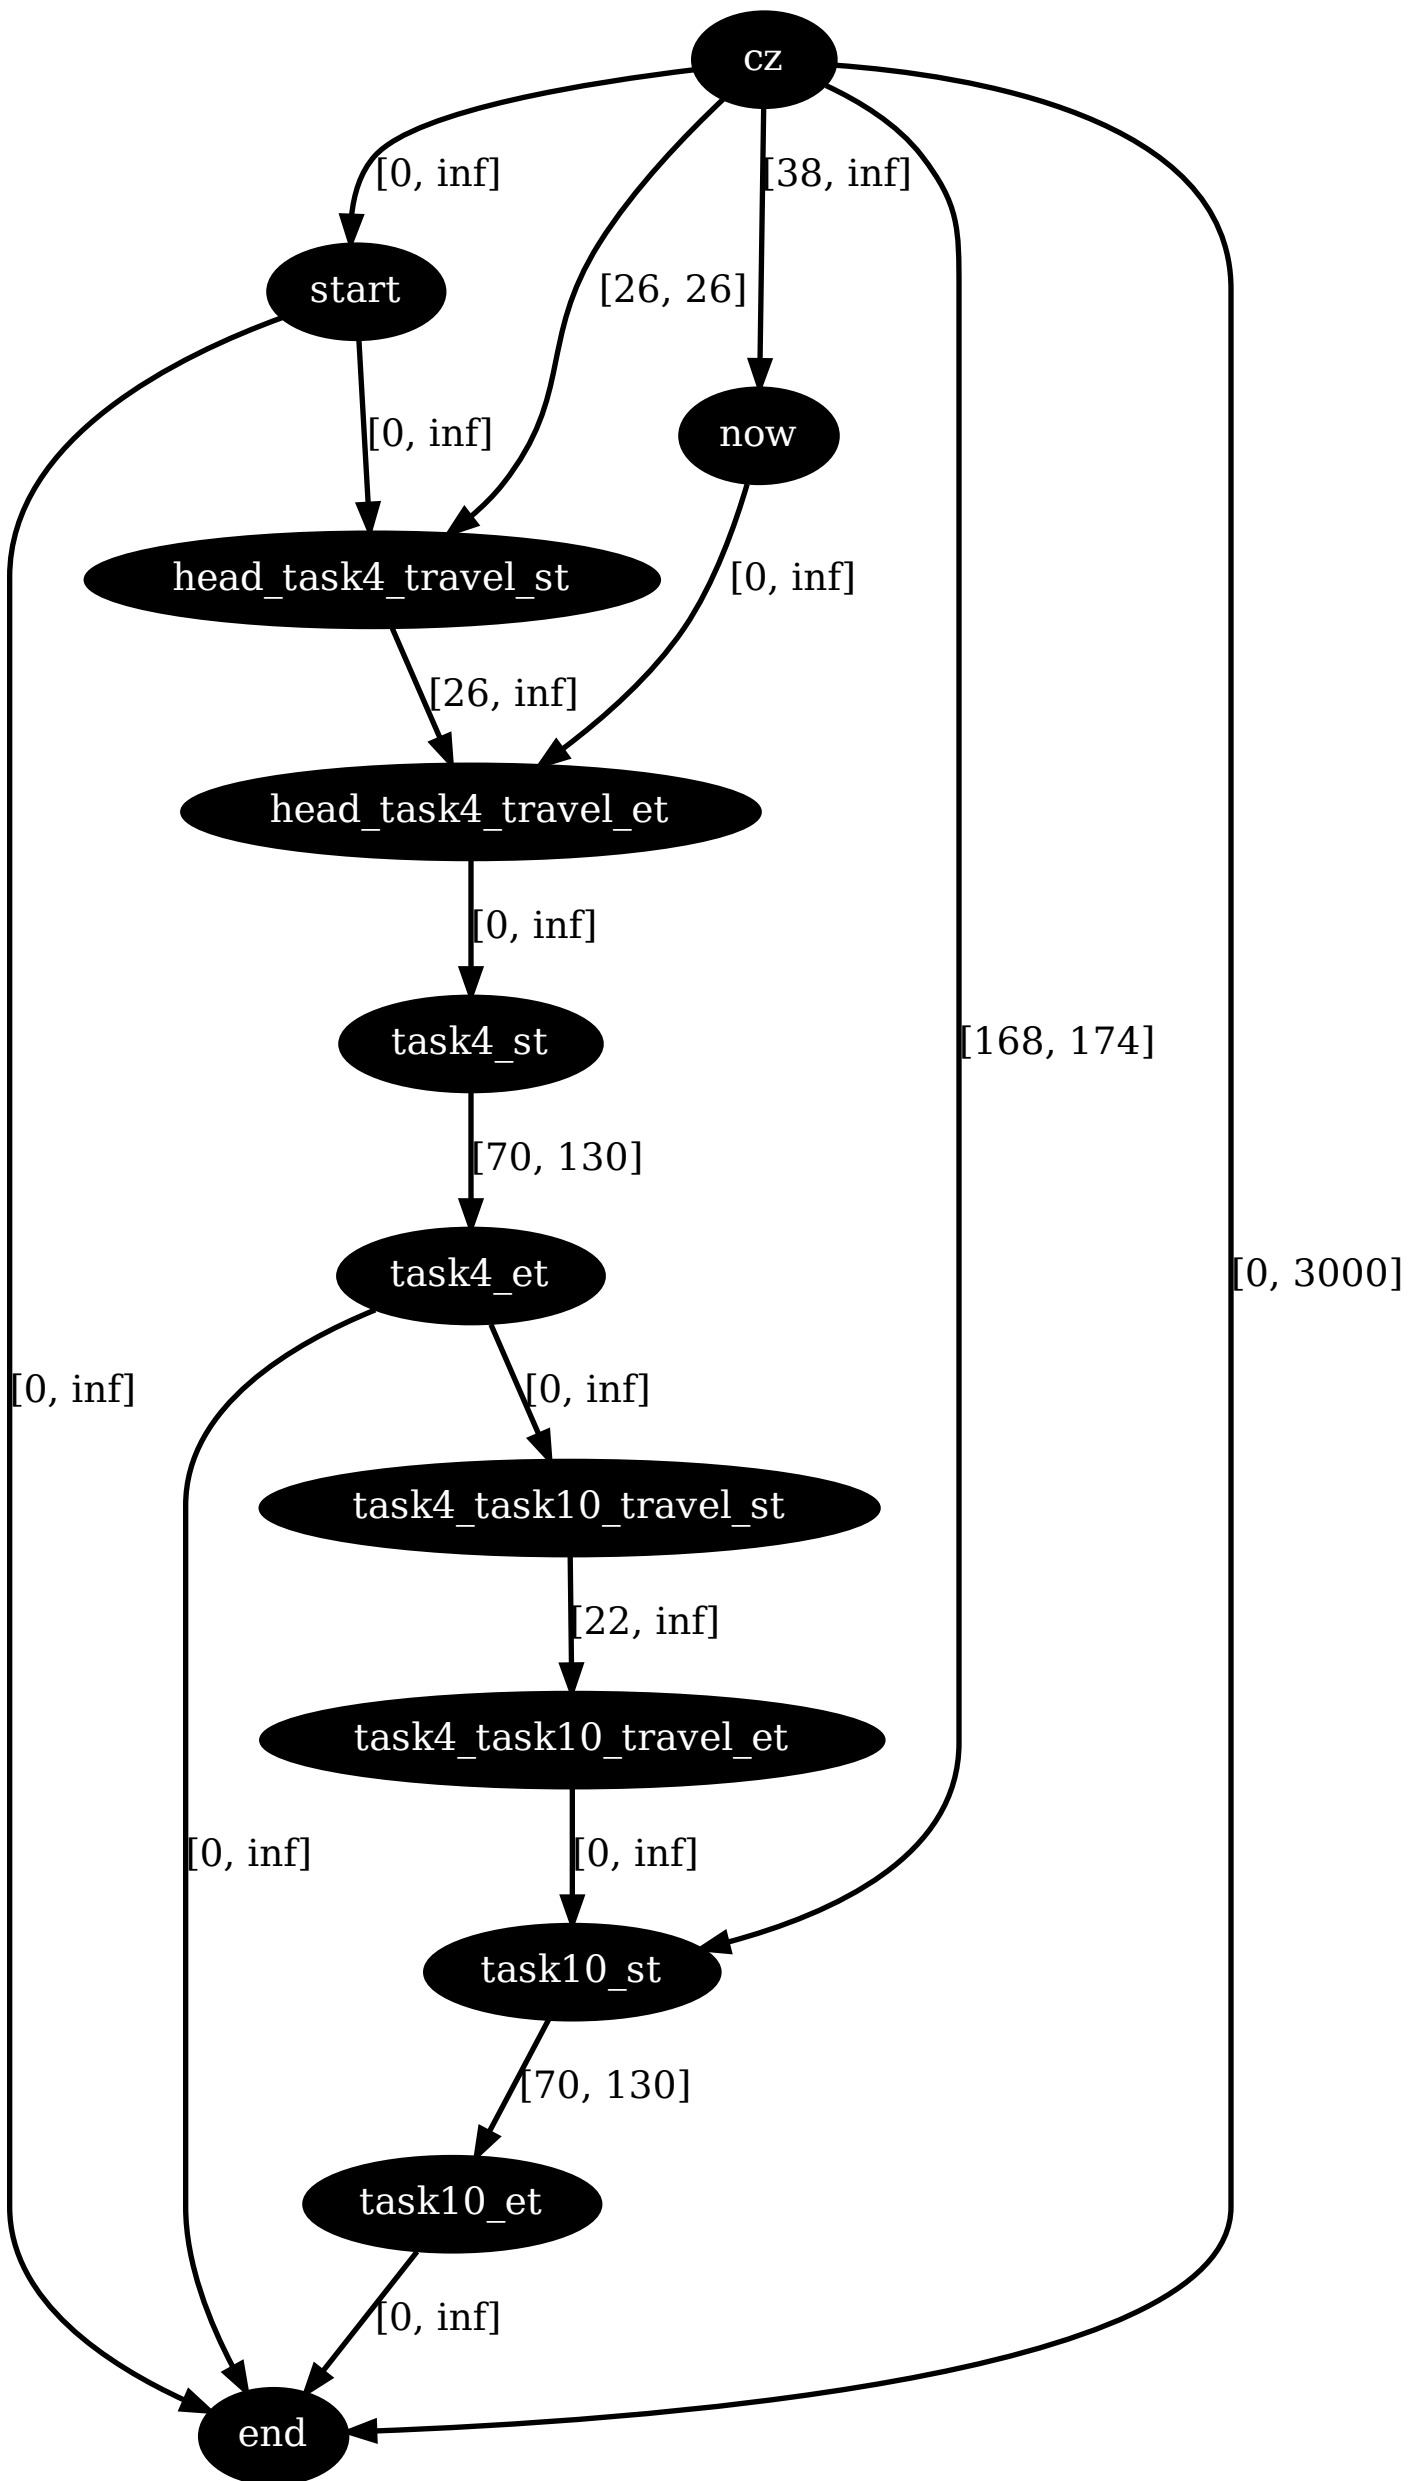 cz
[0, inf]
[38, inf]
start
[26, 26]
now
[0, inf]
head_task4_travel_st
[0, inf]
[26, inf]
head_task4_travel_et
[0, inf]
task4_st
[168, 174]
[70, 130]
task4_et
[0, 3000]
[0, inf]
[0, inf]
task4_task10_travel_st
[22, inf]
task4_task10_travel_et
[0, inf]
[0, inf]
task10_st
[70, 130]
task10_et
[0, inf]
end